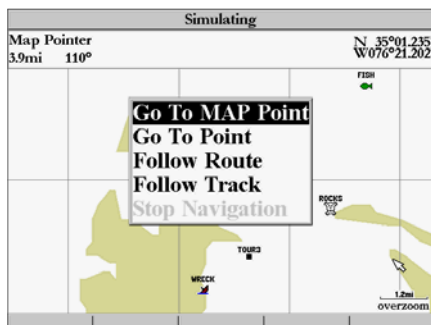 Simulating
Map Pointer
3.9mi 110°
N 35°01.235
W076°21.202
FISH
Go To MAP Point
Go To Point
Follow Route
Follow Track
Stop Navigation
ROCKS
TOUR3
WRECK
1.2mi
overzoom